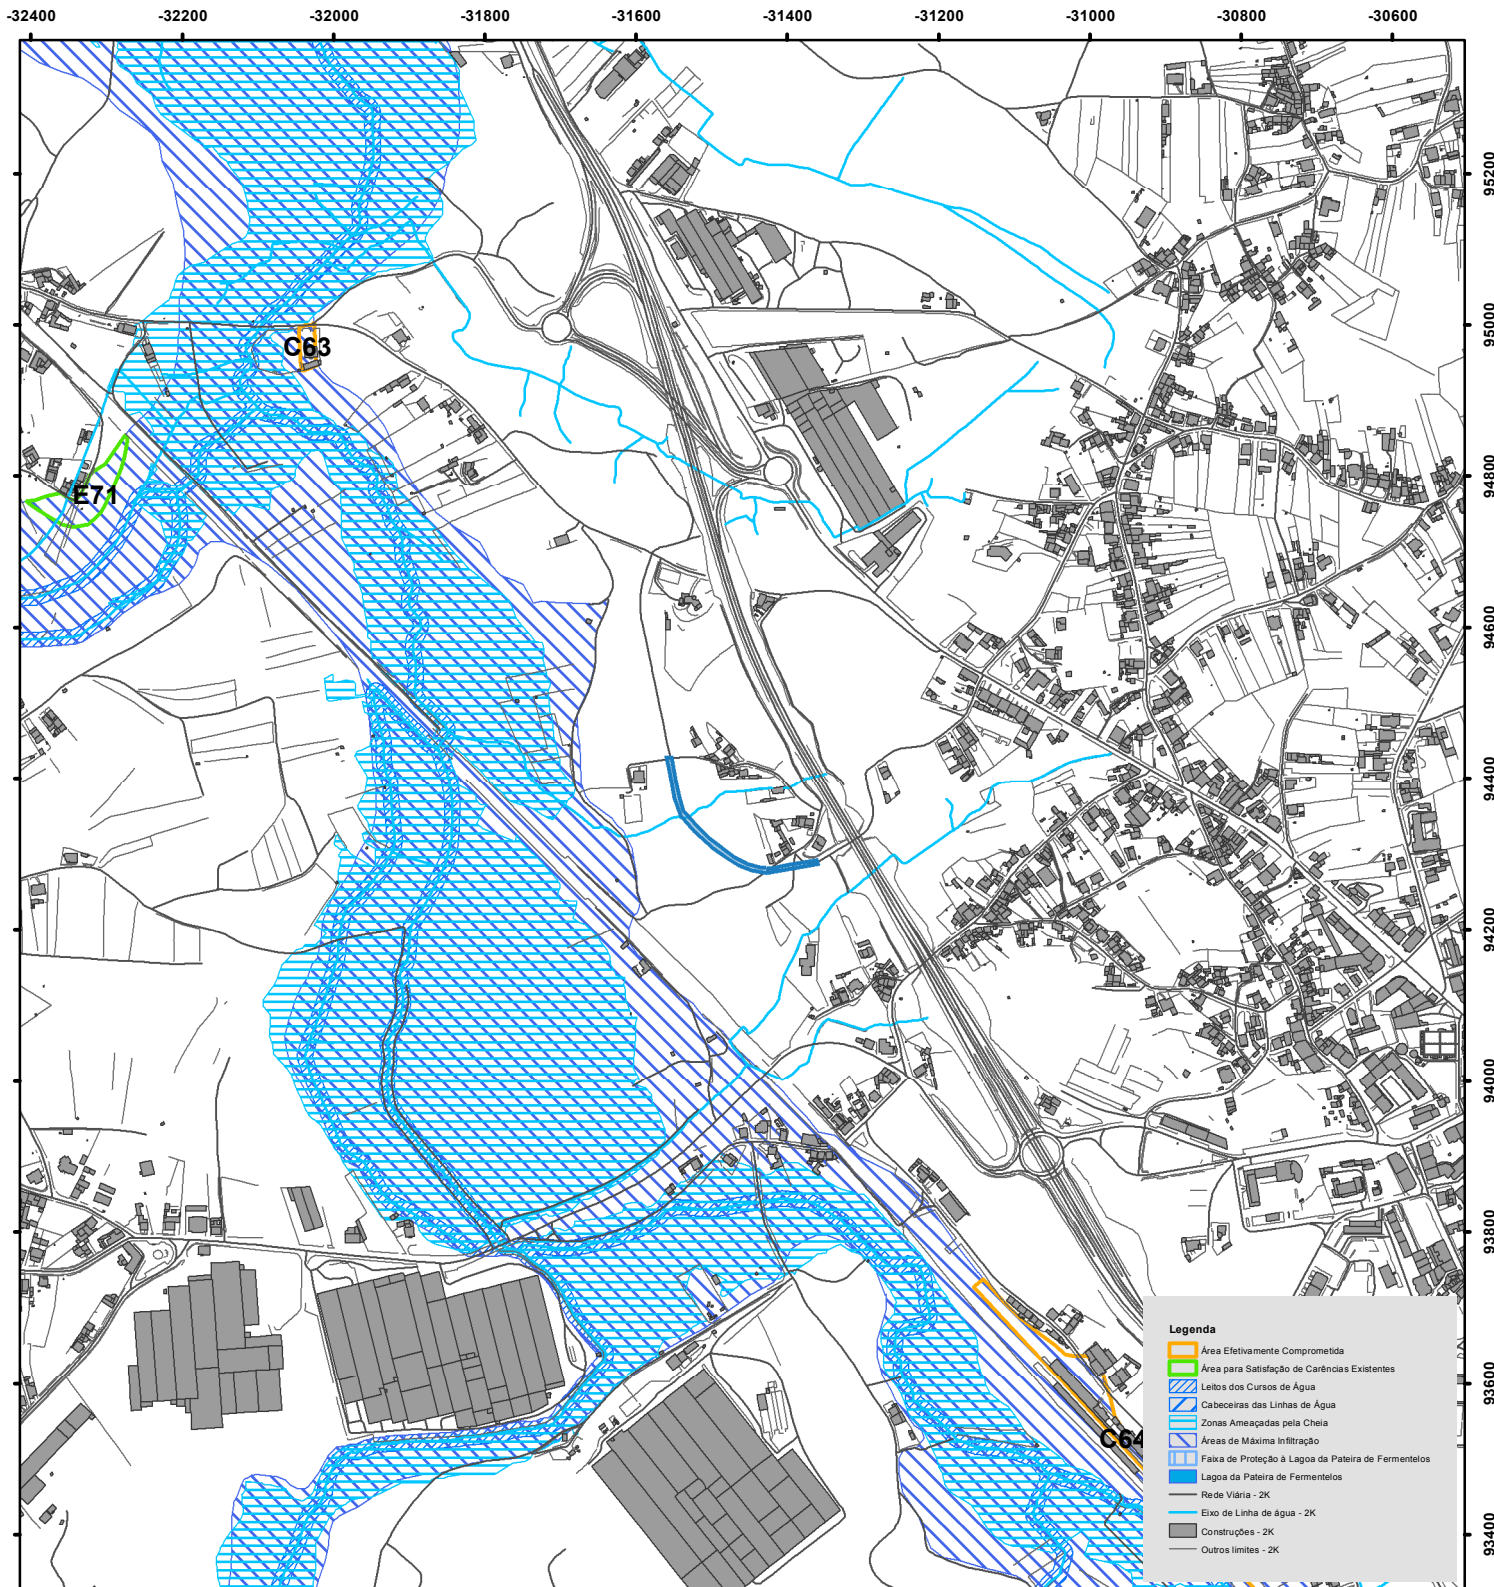 -32400 -32200 -32000 -31800 -31600 -31400 -31200 -31000 -30800 -30600
95200
95000
C63
94800
E71
94600
94400
94200
94000
93800
93600
93400
C64
Legenda
Área Efetivamente Comprometida
Área para Satisfação de Carências Existentes
Leitos dos Cursos de Água
Cabeceiras das Linhas de Água
Zonas Ameaçadas pela Cheia
Áreas de Máxima Infiltração
Faixa de Proteção à Lagoa da Pateira de Fermentelos
Lagoa da Pateira de Fermentelos
Rede Viária - 2K
Eixo de Linha de água - 2K
Construções - 2K
Outros limites - 2K